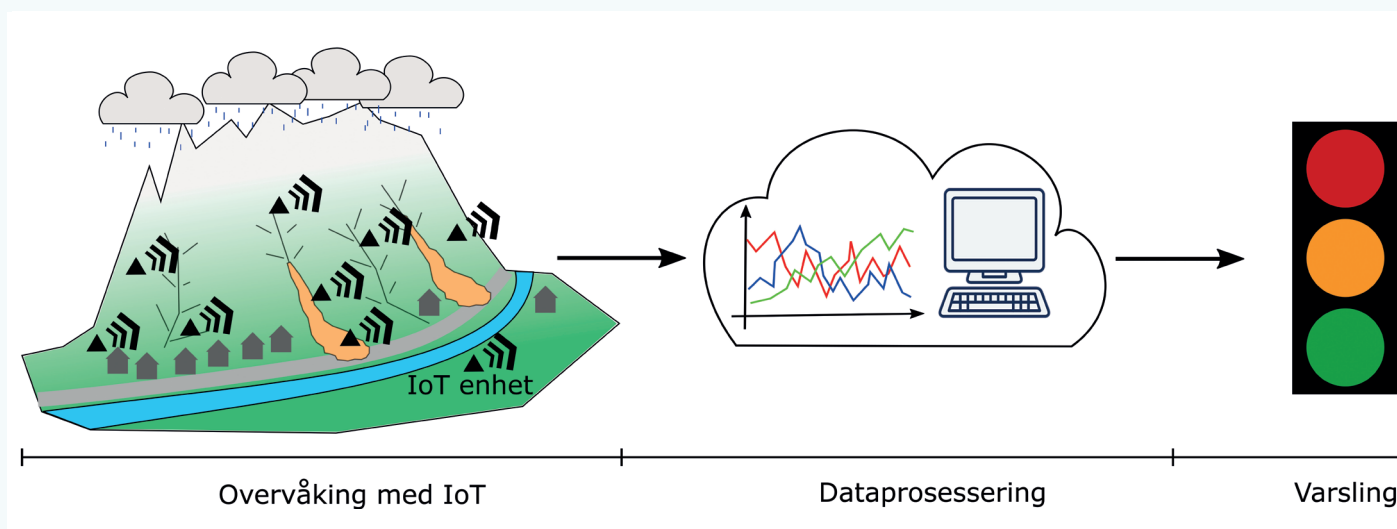 IoT enhet
Overvåking med IoT
Dataprosessering
Varsling